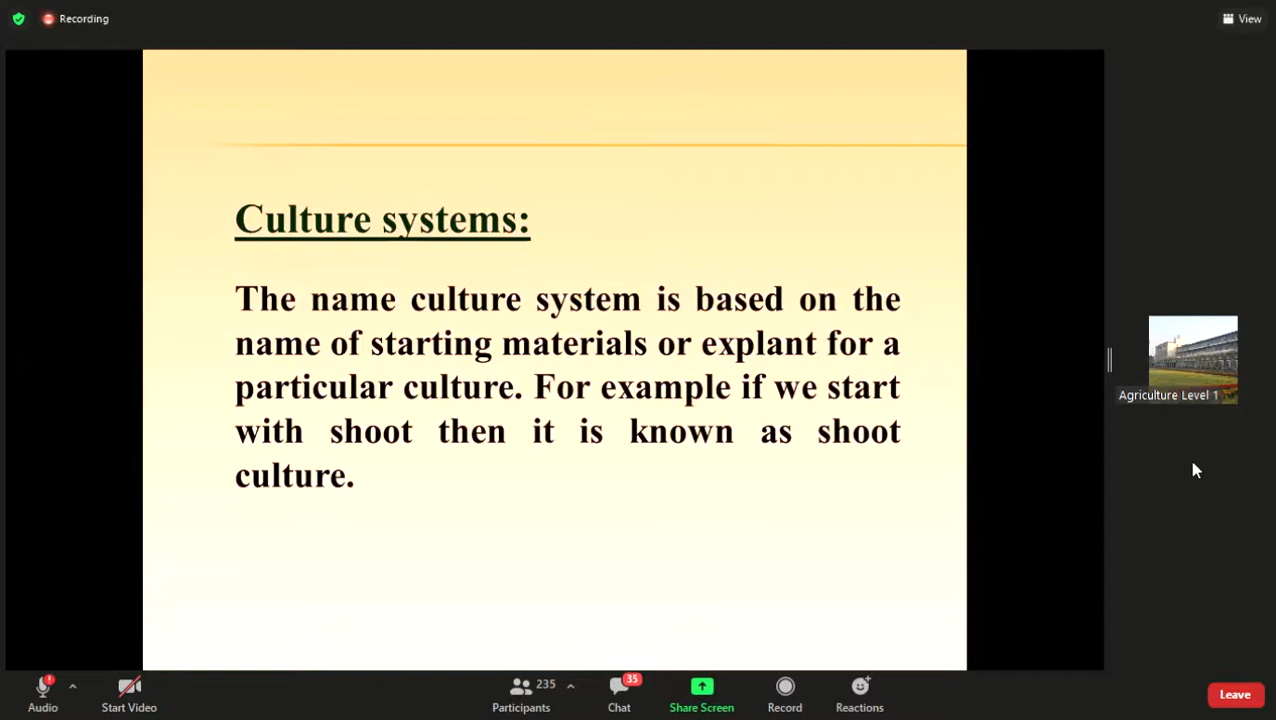 Recording
View
Culture systems:
The name culture system is based on the
name of starting materials or explant for a
particular culture. For example if we start
with shoot then it is known as shoot
culture.
Agriculture Level 1
235
35
Audio
Start Video
Participants
Chat
Share Screen
Record
Reactions
Leave